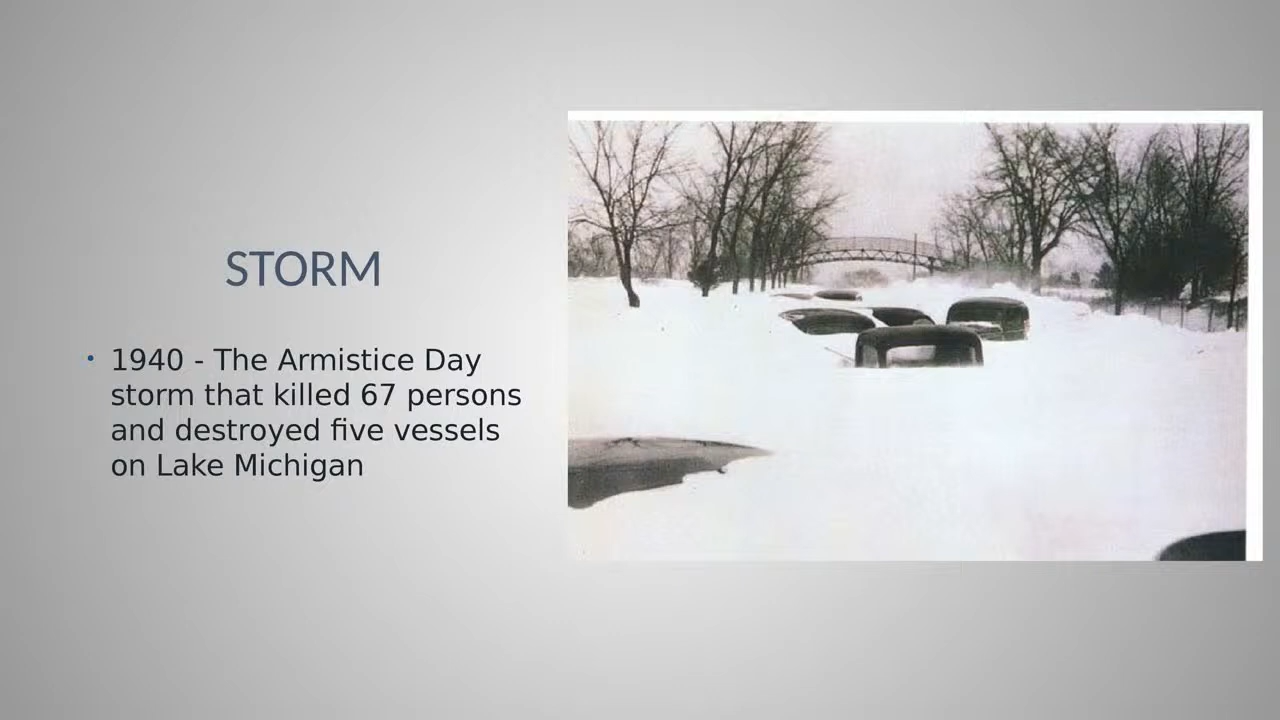 STORM
• 1940 - The Armistice Day
storm that killed 67 persons
and destroyed five vessels
on Lake Michigan